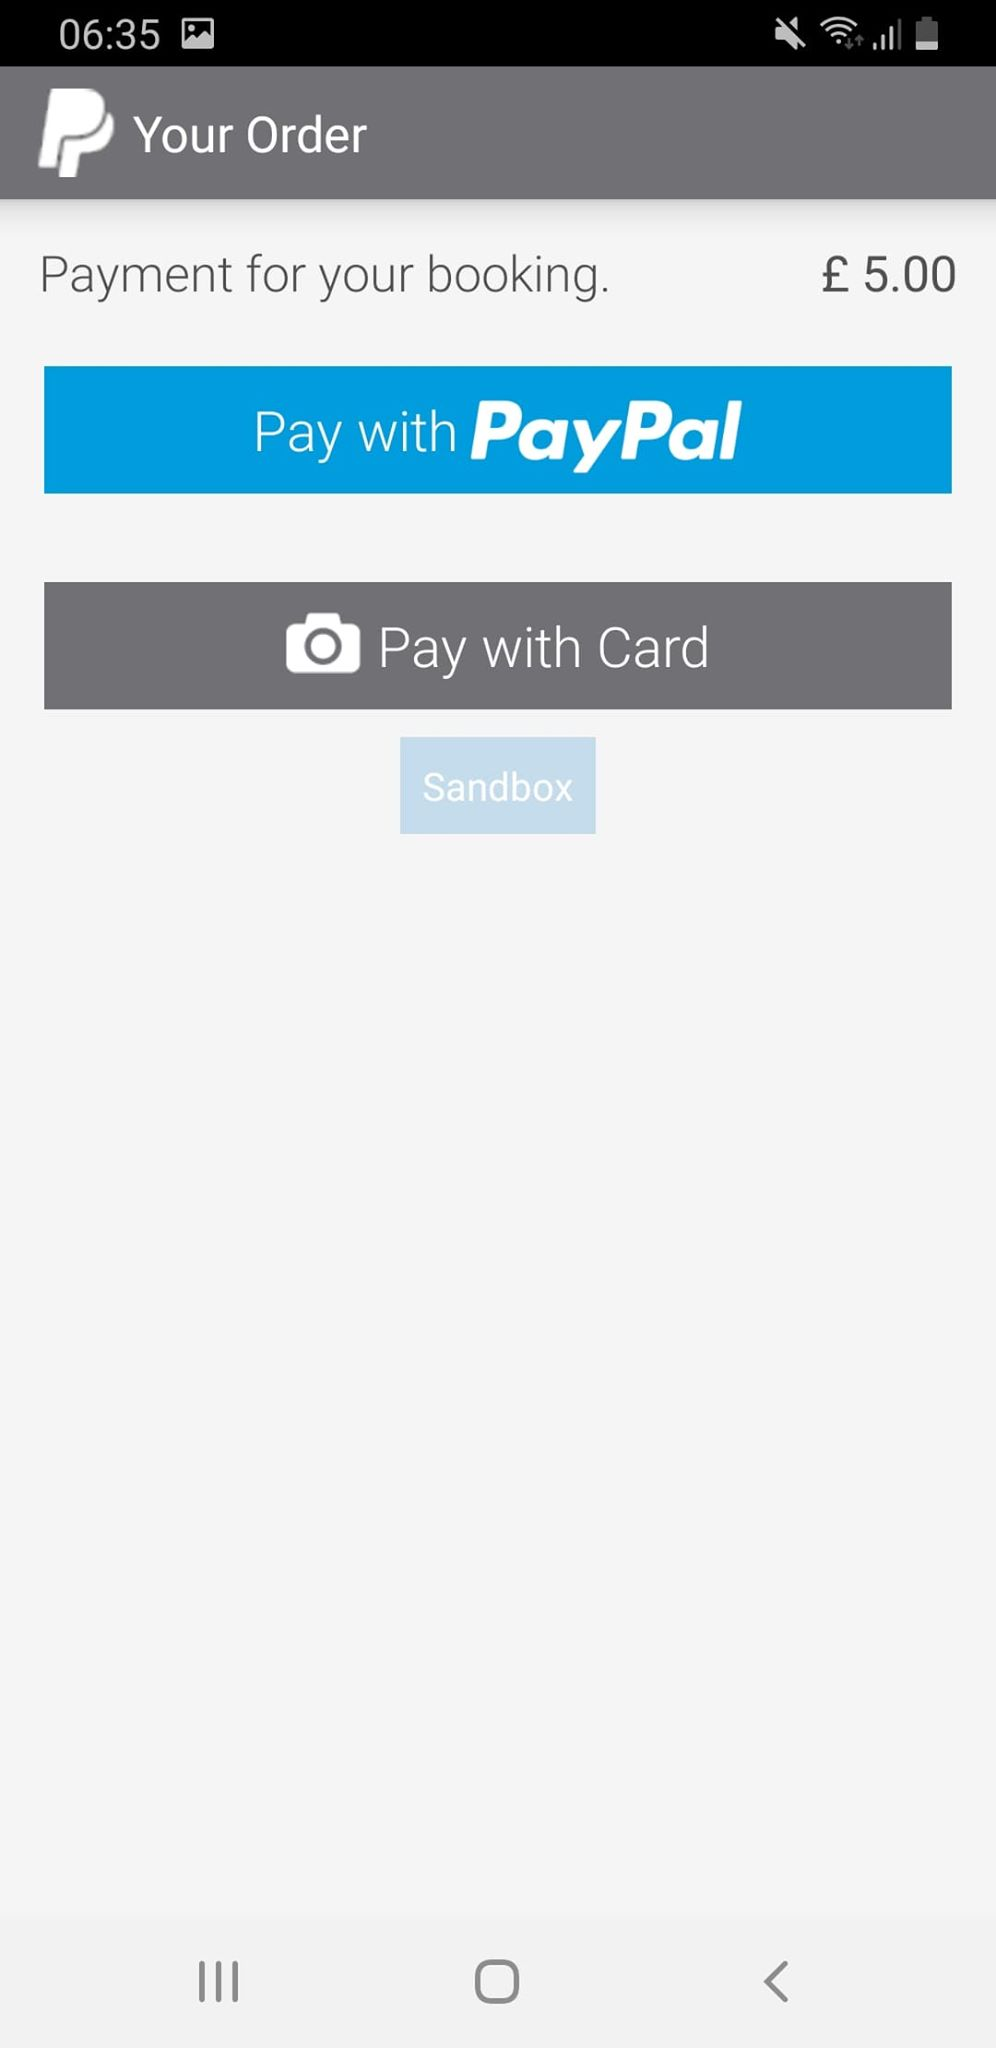 06:35
Your Order
Payment for your booking. £ 5.00
Pay with PayPal
Pay with Card
Sandbox